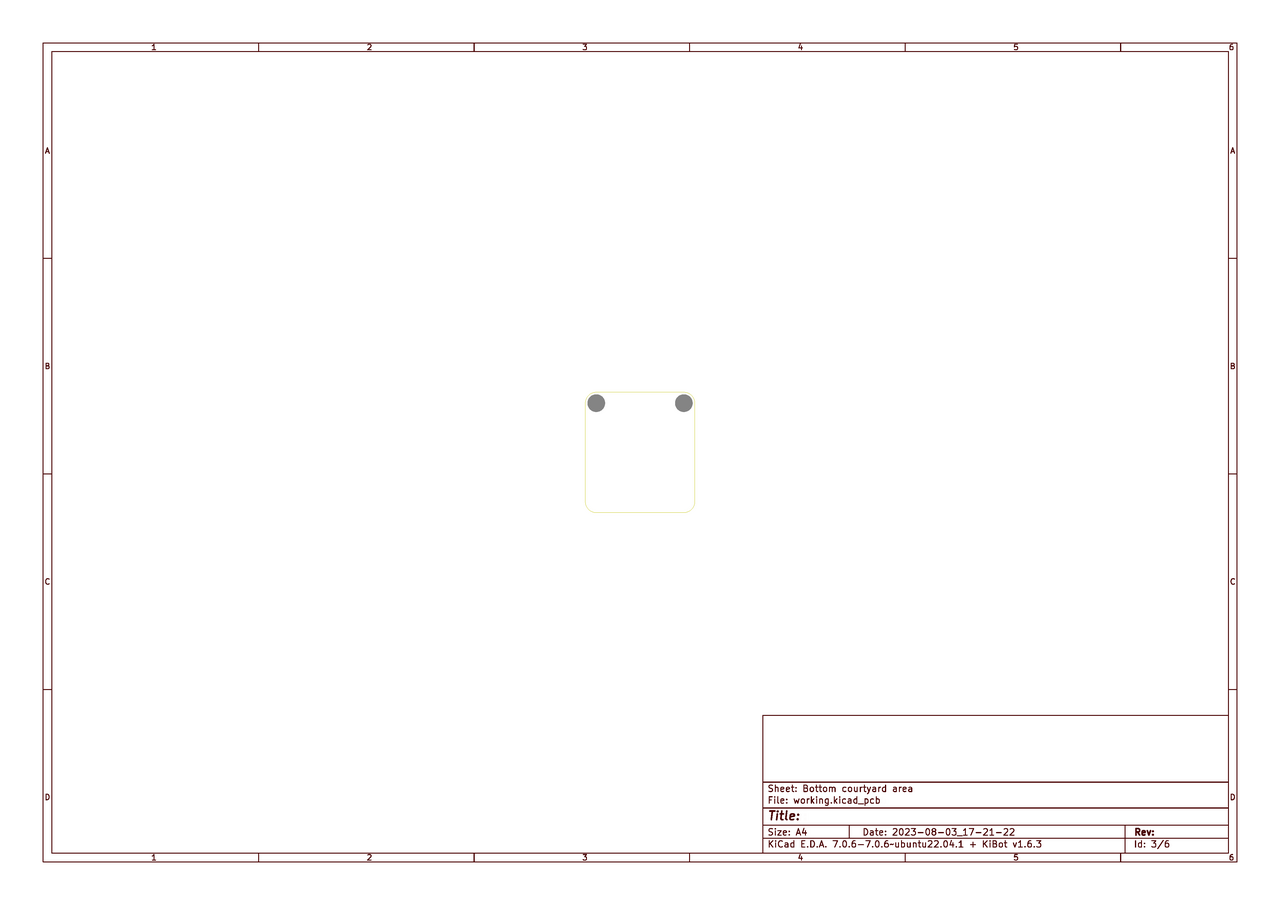 1 2 3 4 5 6
A A
B B
C C
D D
Sheet: Bottom courtyard area
File: working.kicad_pcb
Title:
Size: A4 Date: 2023-08-03_17-21-22 Rev:
KiCad E.D.A. 7.0.6-7.0.6~ubuntu22.04.1 + KiBot v1.6.3 Id: 3/6
1 2 3 4 5 6